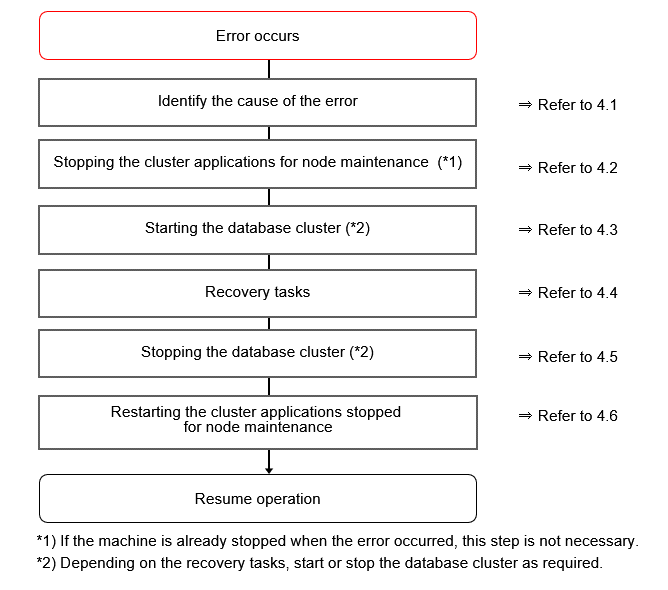 Error occurs
Identify the cause of the error
⇒ Refer to 4.1
Stopping the cluster applications for node maintenance (*1)
⇒ Refer to 4.2
Starting the database cluster (*2)
⇒ Refer to 4.3
Recovery tasks
⇒ Refer to 4.4
Stopping the database cluster (*2)
⇒ Refer to 4.5
Restarting the cluster applications stopped
for node maintenance
⇒ Refer to 4.6
Resume operation
*1) If the machine is already stopped when the error occurred, this step is not necessary.
*2) Depending on the recovery tasks, start or stop the database cluster as required.